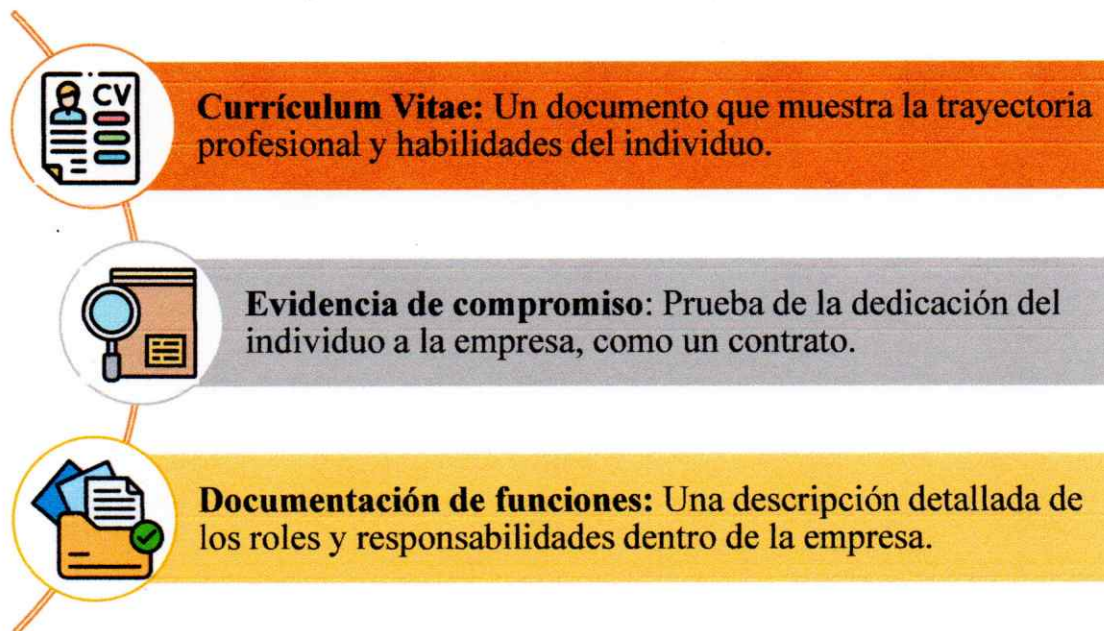 CV
Currículum Vitae: Un documento que muestra la trayectoria
profesional y habilidades del individuo.
Evidencia de compromiso: Prueba de la dedicación del
individuo a la empresa, como un contrato.
Documentación de funciones: Una descripción detallada de
los roles y responsabilidades dentro de la empresa.